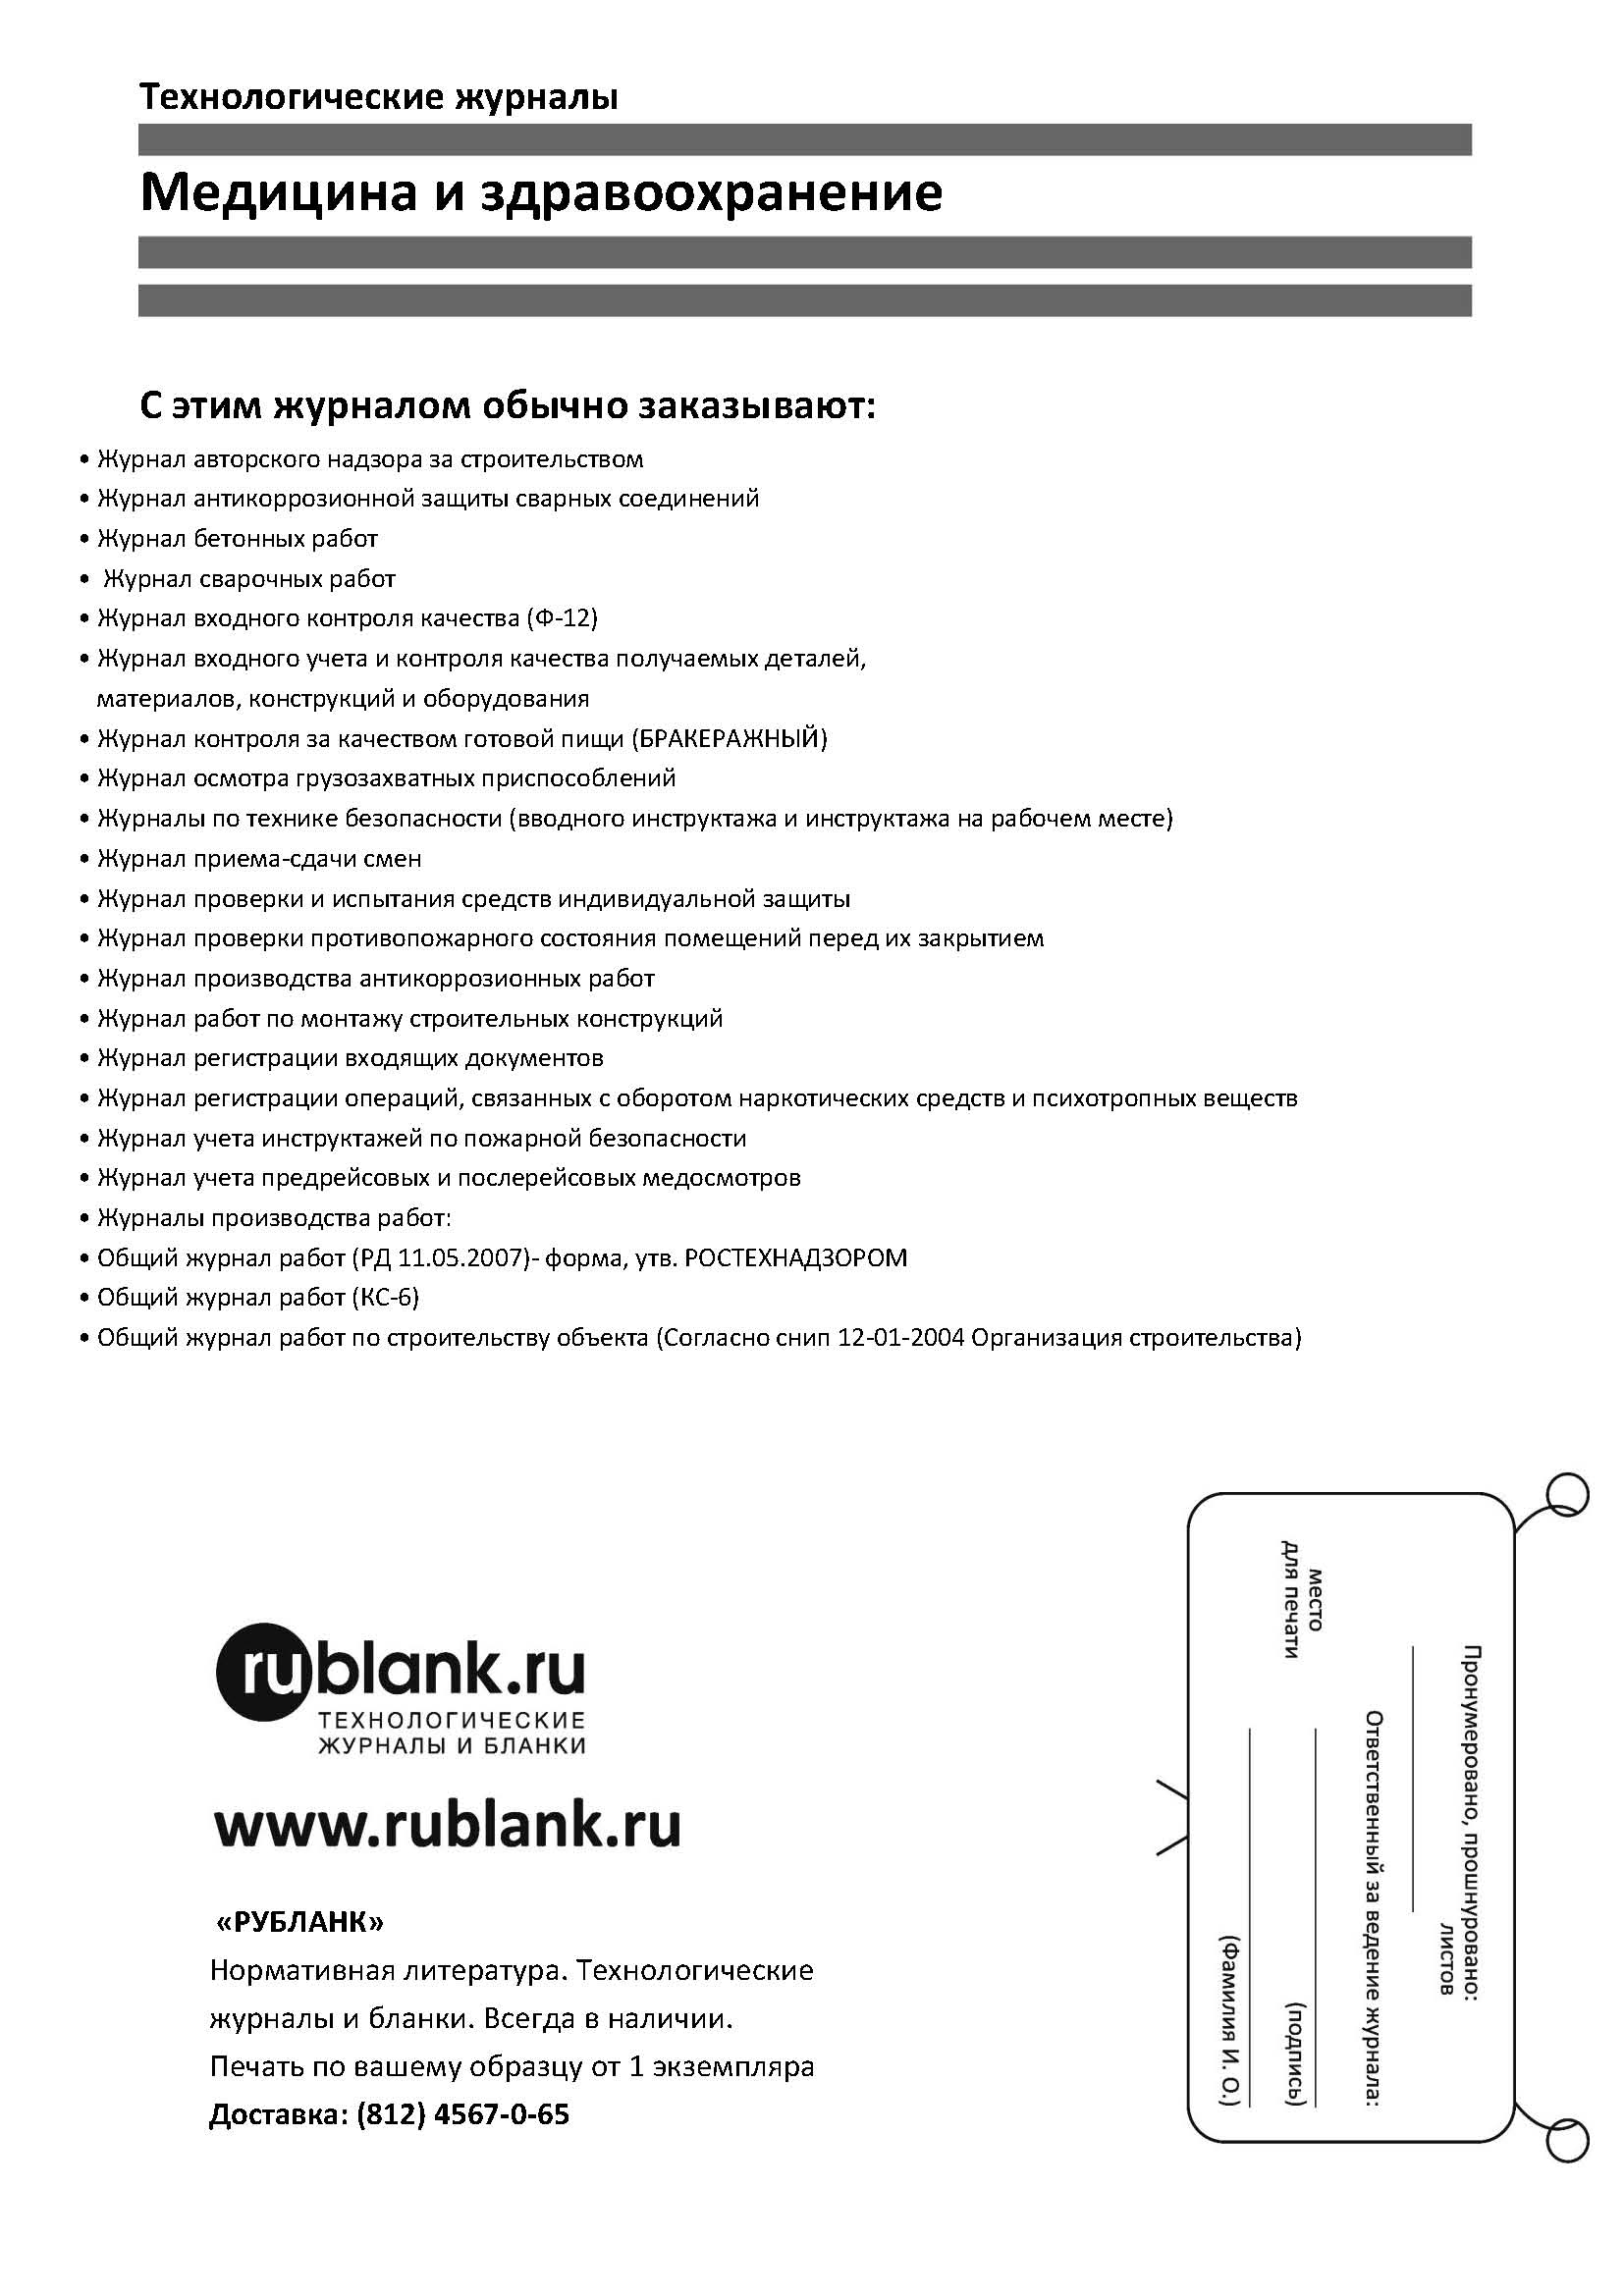 Технологические журналы
Медицина и здравоохранение
С этим журналом обычно заказывают:
• Журнал авторского надзора за строительством
• Журнал антикоррозионной защиты сварных соединений
• Журнал бетонных работ
• Журнал сварочных работ
• Журнал входного контроля качества (Ф-12)
• Журнал входного учета и контроля качества получаемых деталей,
материалов, конструкций и оборудования
• Журнал контроля за качеством готовой пищи (БРАКЕРАЖНЫЙ)
• Журнал осмотра грузозахватных приспособлений
• Журналы по технике безопасности (вводного инструктажа и инструктажа на рабочем месте)
• Журнал приема-сдачи смен
• Журнал проверки и испытания средств индивидуальной защиты
• Журнал проверки противопожарного состояния помещений перед их закрытием
• Журнал производства антикоррозионных работ
• Журнал работ по монтажу строительных конструкций
• Журнал регистрации входящих документов
• Журнал регистрации операций, связанных с оборотом наркотических средств и психотропных веществ
• Журнал учета инструктажей по пожарной безопасности
• Журнал учета предрейсовых и послерейсовых медосмотров
• Журналы производства работ:
• Общий журнал работ (РД 11.05.2007)- форма, утв. РОСТЕХНАДЗОРОМ
• Общий журнал работ (КС-6)
• Общий журнал работ по строительству объекта (Согласно снип 12-01-2004 Организация строительства)
rublank.ru
ТЕХНОЛОГИЧЕСКИЕ
ЖУРНАЛЫ И БЛАНКИ
www.rublank.ru
«РУБЛАНК»
Нормативная литература. Технологические
журналы и бланки. Всегда в наличии.
Печать по вашему образцу от 1 экземпляра
Доставка: (812) 4567-0-65
Пронумеровано, прошнуровано:
листов
Ответственный за ведение журнала:
место
для печати
(подпись)
(Фамилия И. О.)